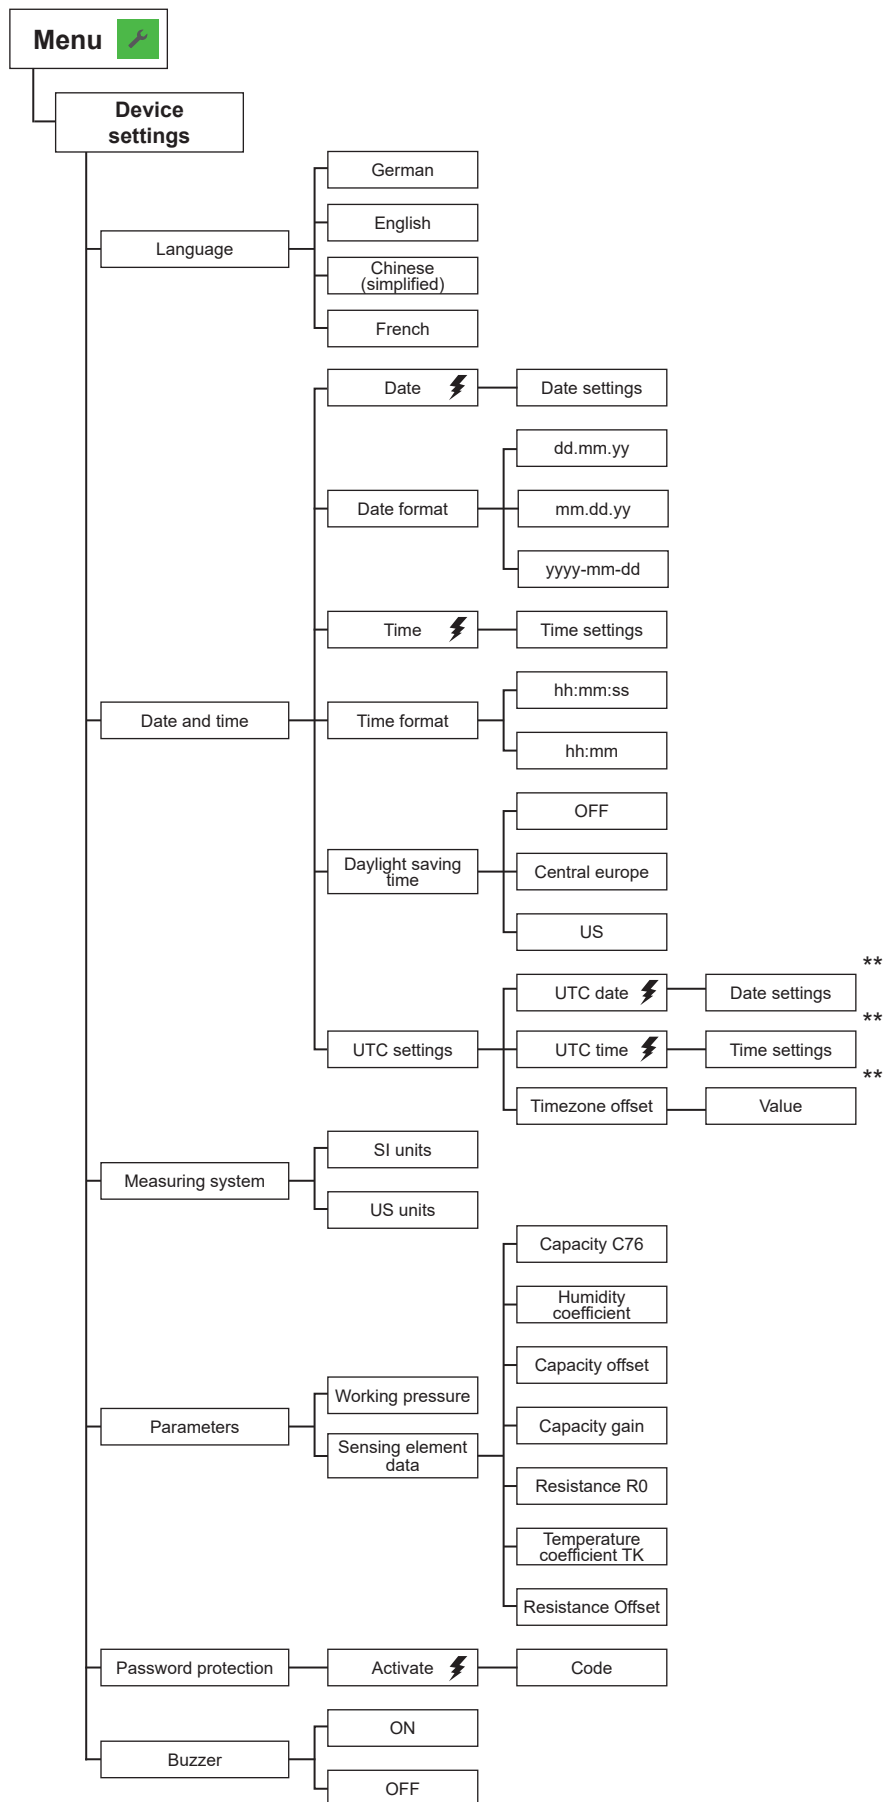 Menu
Device
settings
Language
German
English
Chinese
(simplified)
French
Date and time
Date
Date settings
Date format
dd.mm.yy
mm.dd.yy
yyyy-mm-dd
Time
Time settings
Time format
hh:mm:ss
hh:mm
Daylight saving
time
OFF
Central europe
US
UTC settings
UTC date
Date settings
**
UTC time
Time settings
**
Timezone offset
Value
**
Measuring system
SI units
US units
Parameters
Working pressure
Sensing element
data
Capacity C76
Humidity
coefficient
Capacity offset
Capacity gain
Resistance R0
Temperature
coefficient TK
Resistance Offset
Password protection
Activate
Code
Buzzer
ON
OFF